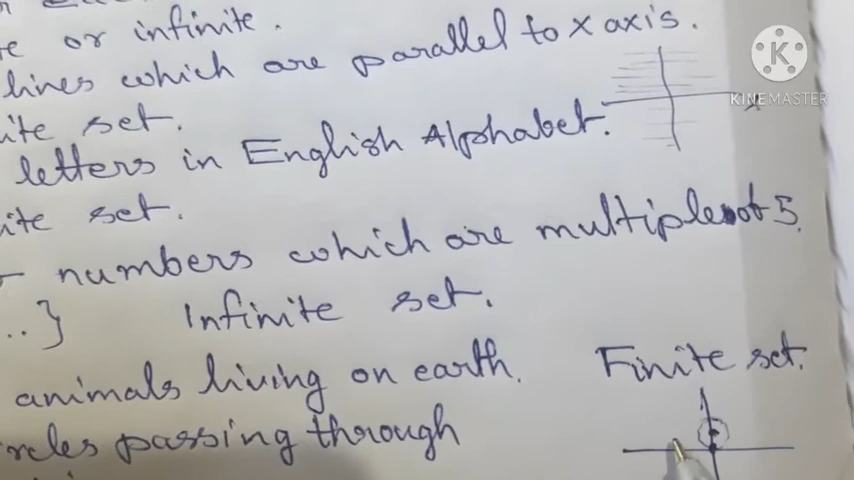 or infinite.
lines which are parallel to x axis.
ite set.
letters in English Alphabet.
ite set.
numbers which are multiple of 5.
..} Infinite set.
animals living on earth. Finite set.
rcles passing through
K
KINEMASTER